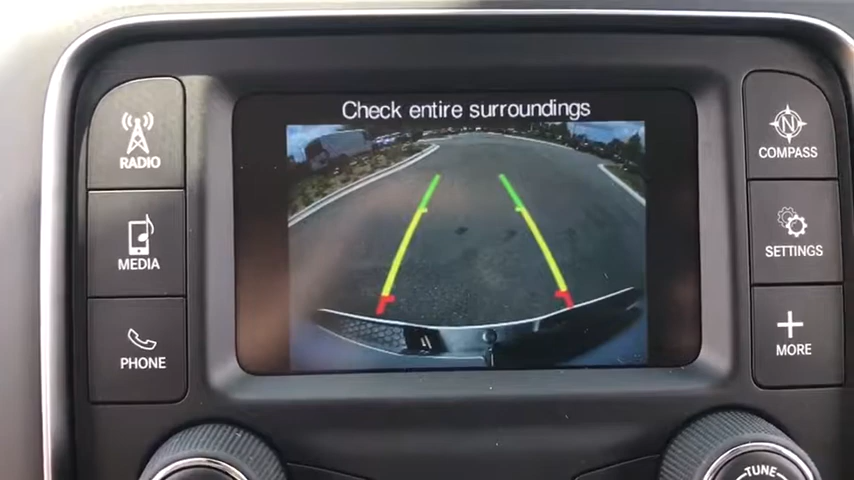 Check entire surroundings
RADIO
MEDIA
PHONE
COMPASS
SETTINGS
MORE
TUNE